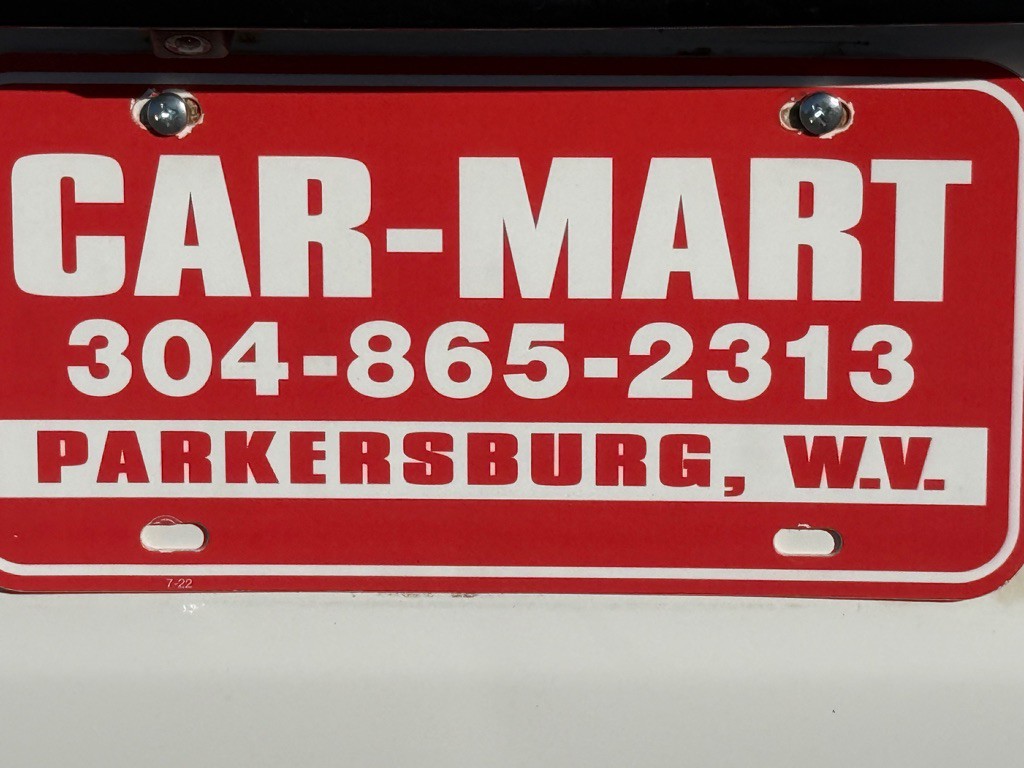 CAR-MART
304-865-2313
PARKERSBURG, W.V.
7-22